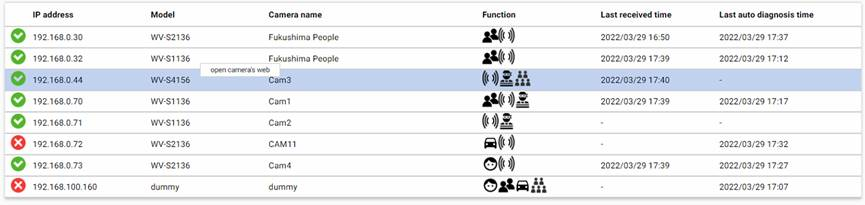 IP address Model Camera name Function Last received time Last auto diagnosis time
192.168.0.30 WV-S2136 Fukushima People 2022/03/29 16:50 2022/03/29 17:37
192.168.0.32 WV-S1136 Fukushima People 2022/03/29 17:39 2022/03/29 17:12
open camera's web
192.168.0.44 WV-S4156 Cam3 2022/03/29 17:40 -
192.168.0.70 WV-S1136 Cam1 2022/03/29 17:39 2022/03/29 17:17
192.168.0.71 WV-S1136 Cam2 - -
192.168.0.72 WV-S2136 CAM11 - 2022/03/29 17:32
192.168.0.73 WV-S2136 Cam4 2022/03/29 17:39 2022/03/29 17:27
192.168.100.160 dummy dummy - 2022/03/29 17:07